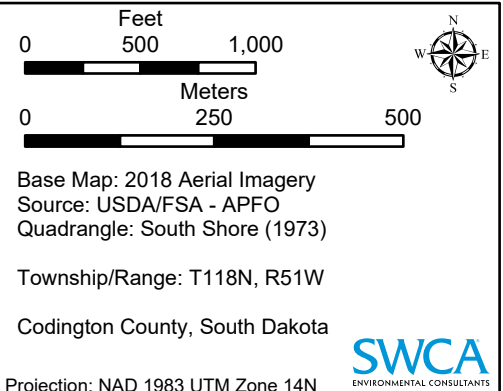 Feet
0 500 1,000
N
W E
S
Meters
0 250 500
Base Map: 2018 Aerial Imagery
Source: USDA/FSA - APFO
Quadrangle: South Shore (1973)
Township/Range: T118N, R51W
Codington County, South Dakota
SWCA
ENVIRONMENTAL CONSULTANTS
Projection: NAD 1983 UTM Zone 14N